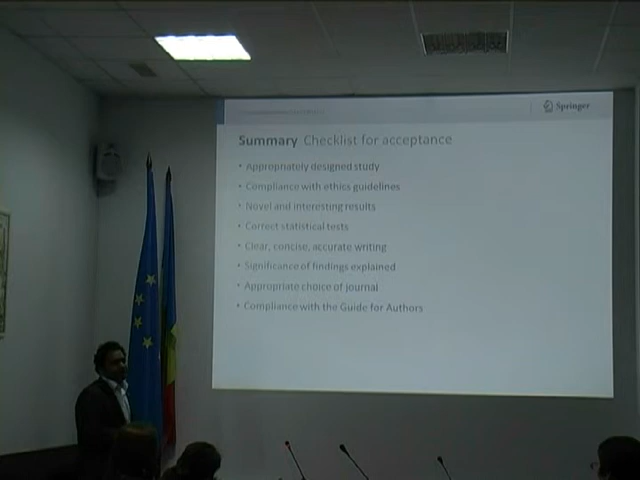 Springer
Summary Checklist for acceptance
• Appropriately designed study
• Compliance with ethics guidelines
• Novel and interesting results
• Correct statistical tests
• Clear, concise, accurate writing
• Significance of findings explained
• Appropriate choice of journal
• Compliance with the Guide for Authors